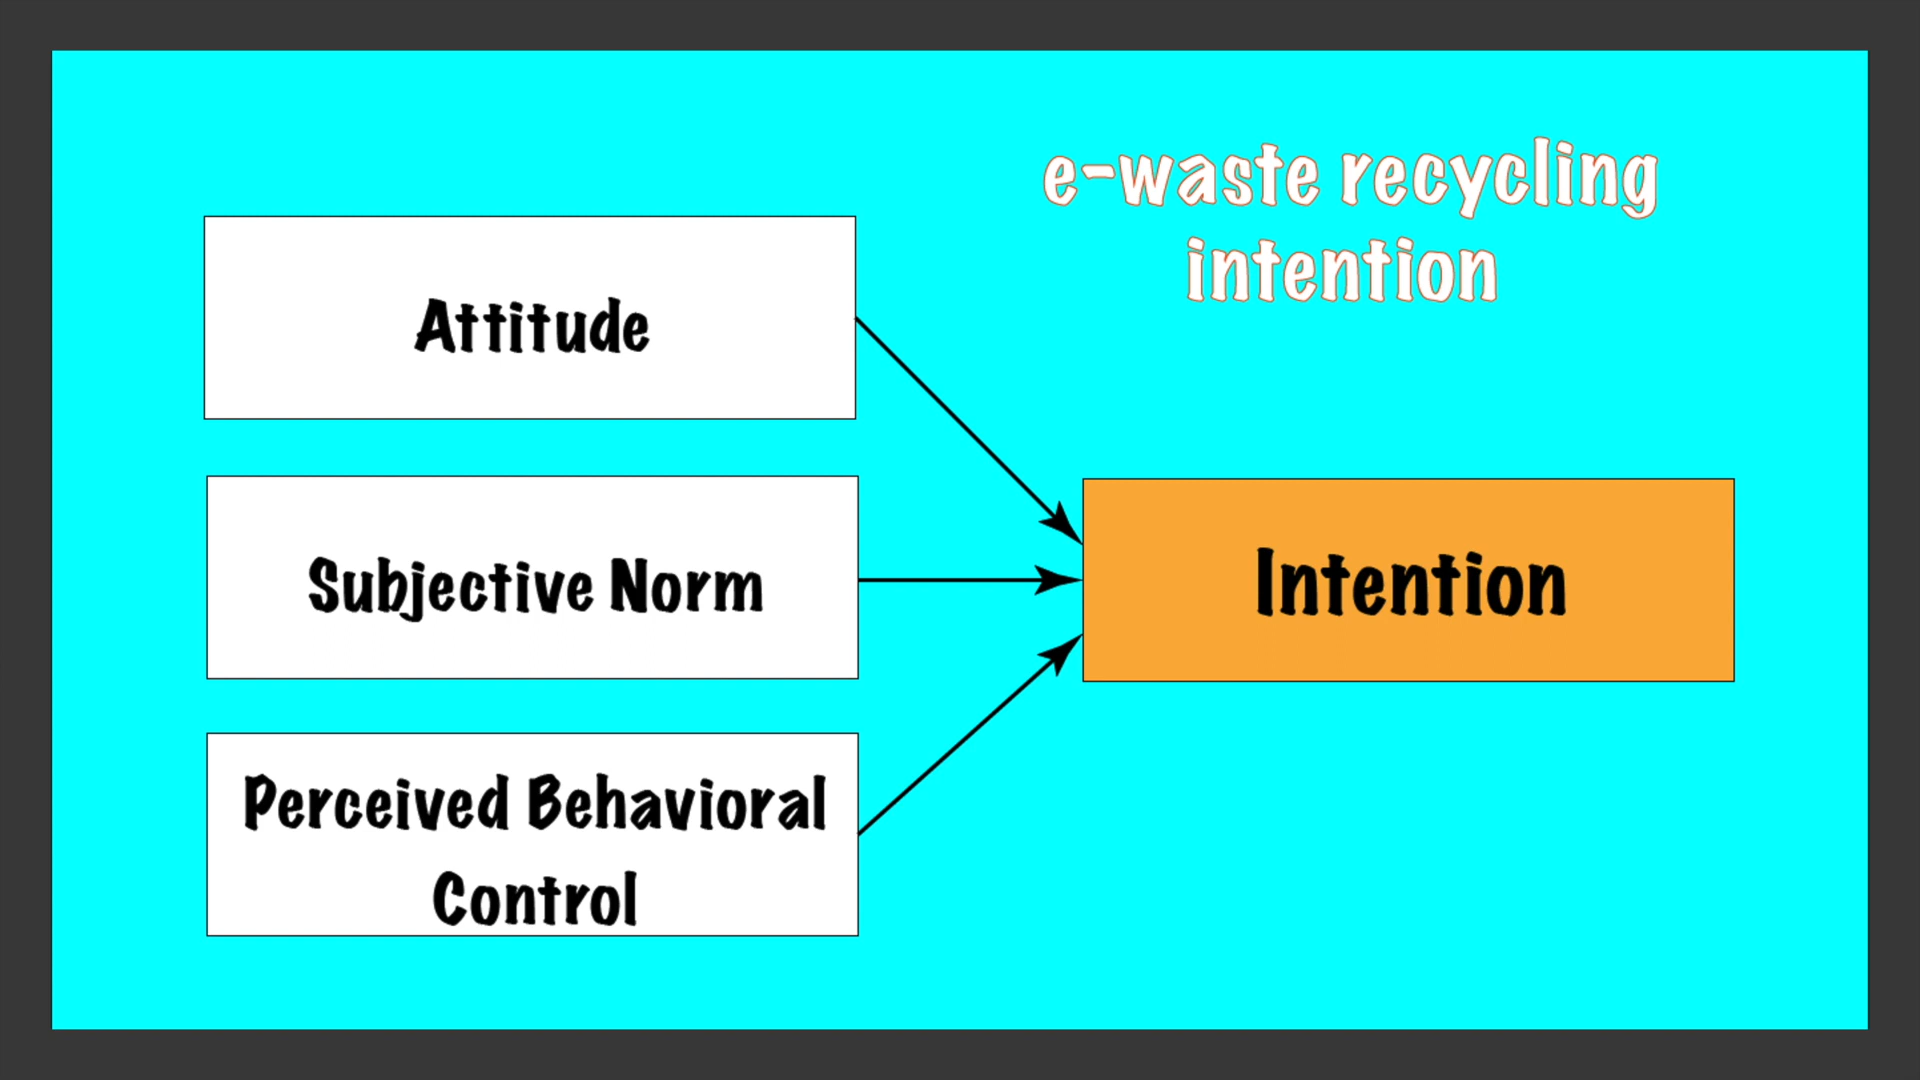 e-waste recycling
intention
Attitude
Subjective Norm
Intention
Perceived Behavioral
Control